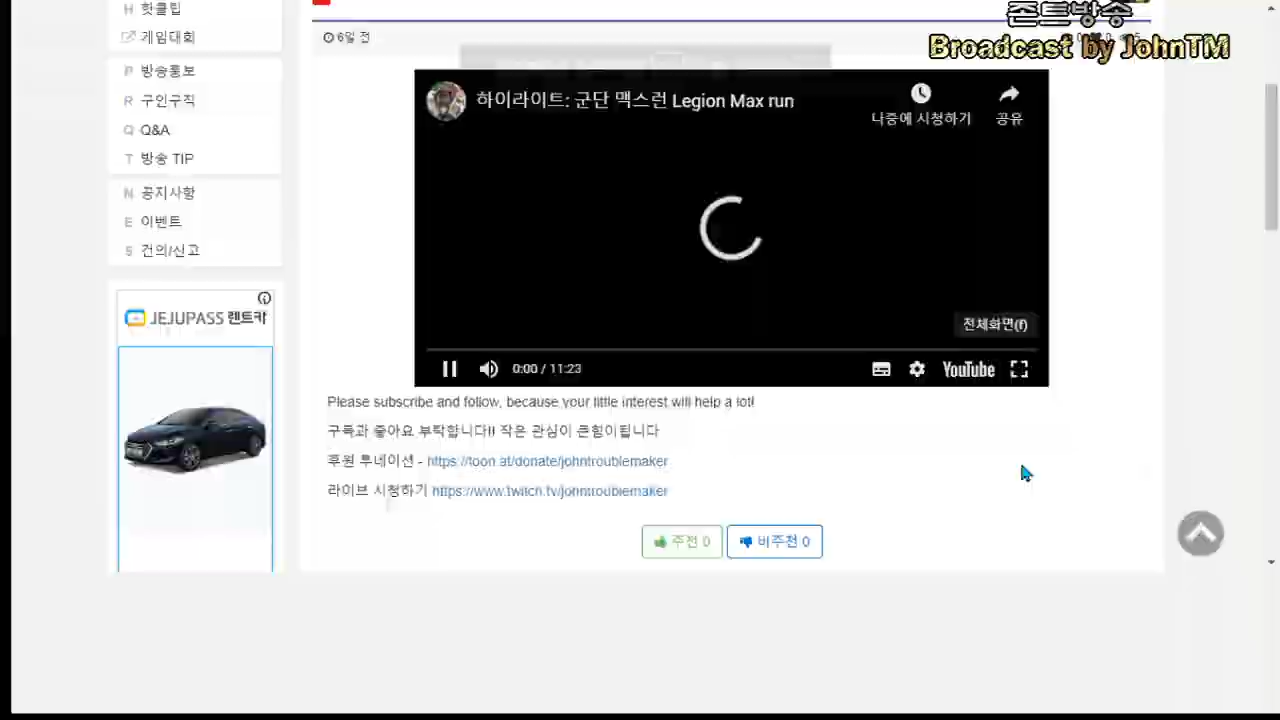 H 핫클립
게임대회
P 방송홍보
R 구인구직
Q Q&A
T 방송 TIP
N 공지사항
E 이벤트
S 건의/신고
JEJUPASS 렌트카
존트방송
Broadcast by JohnTM
6일 전
하이라이트: 군단 맥스런 Legion Max run
나중에 시청하기
공유
전체화면(f)
0:00 / 11:23
YouTube
Please subscribe and follow, because your little interest will help a lot!
구독과 좋아요 부탁합니다!! 작은 관심이 큰힘이됩니다
후원 투네이션 - https://toon.at/donate/johntroublemaker
라이브 시청하기 https://www.twitch.tv/johntroublemaker
추천 0
비추천 0